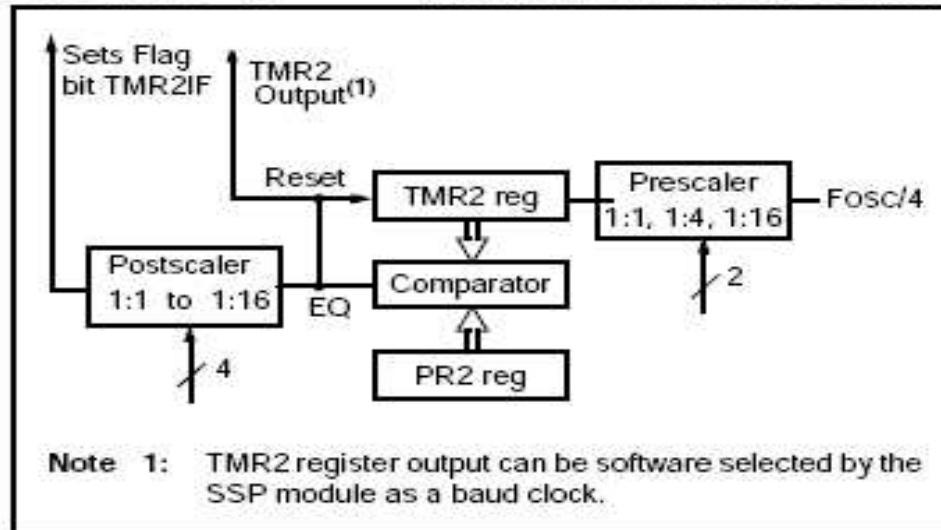 Sets Flag
bit TMR2IF
TMR2
Output(1)
Reset
TMR2 reg
Prescaler
1:1, 1:4, 1:16
Fosc/4
2
Postscaler
1:1 to 1:16
EQ
Comparator
4
PR2 reg
Note 1: TMR2 register output can be software selected by the
SSP module as a baud clock.